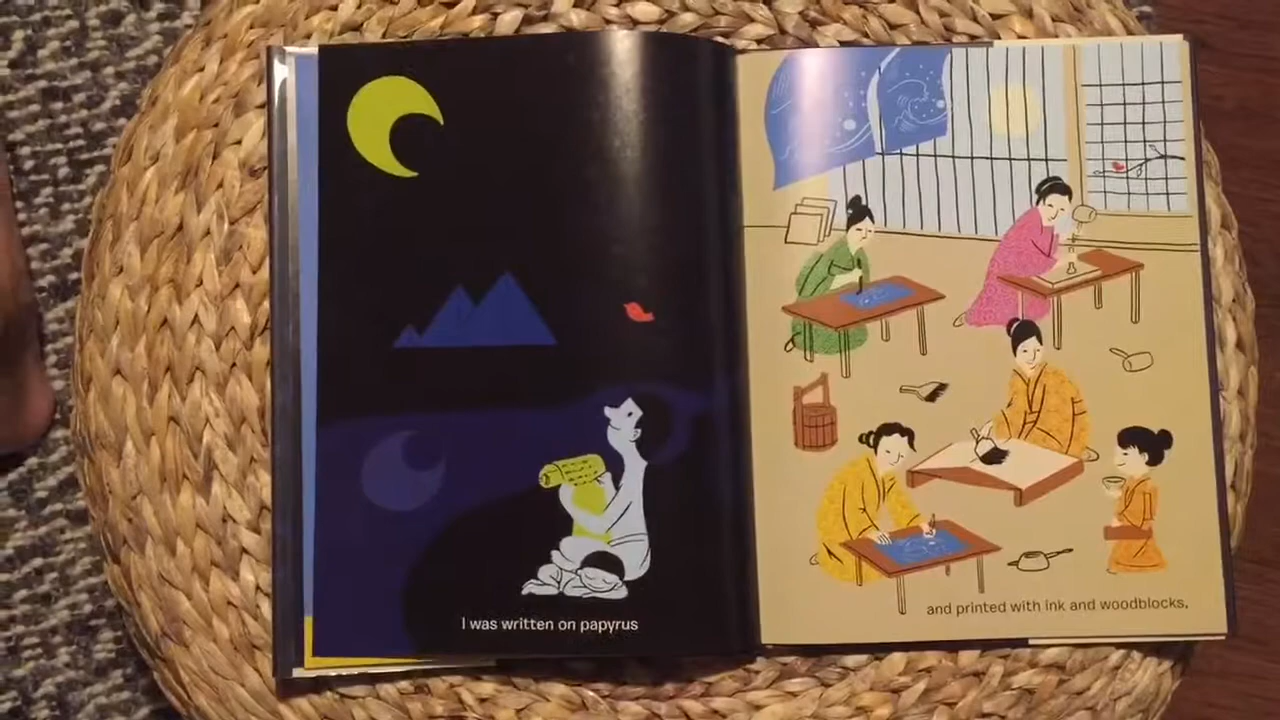 I was written on papyrus
and printed with ink and woodblocks,